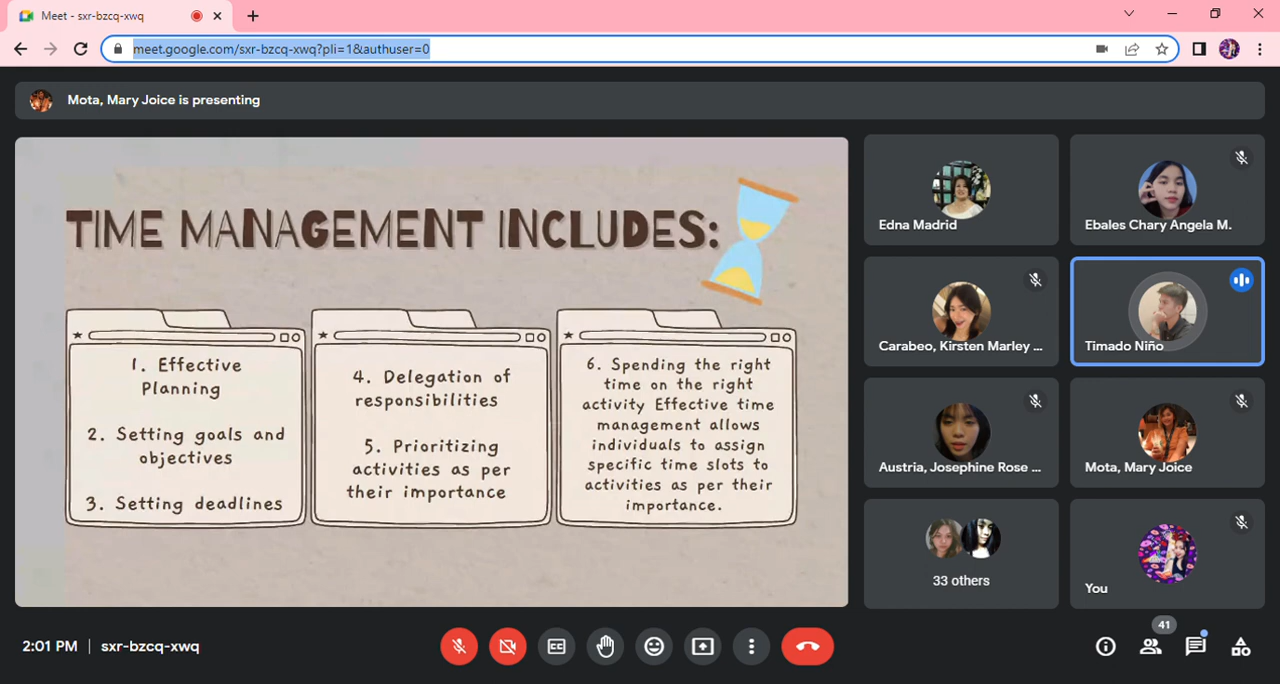 Meet - sxr-bzcq-xwq
meet.google.com/sxr-bzcq-xwq?pli=1&authuser=0
Mota, Mary Joice is presenting
TIME MANAGEMENT INCLUDES:
1. Effective
Planning
2. Setting goals and
objectives
3. Setting deadlines
4. Delegation of
responsibilities
5. Prioritizing
activities as per
their importance
6. Spending the right
time on the right
activity Effective time
management allows
individuals to assign
specific time slots to
activities as per their
importance.
Edna Madrid
Ebales Chary Angela M.
Carabeo, Kirsten Marley ...
Timado Niño
Austria, Josephine Rose ...
Mota, Mary Joice
33 others
You
2:01 PM | sxr-bzcq-xwq
CC
41